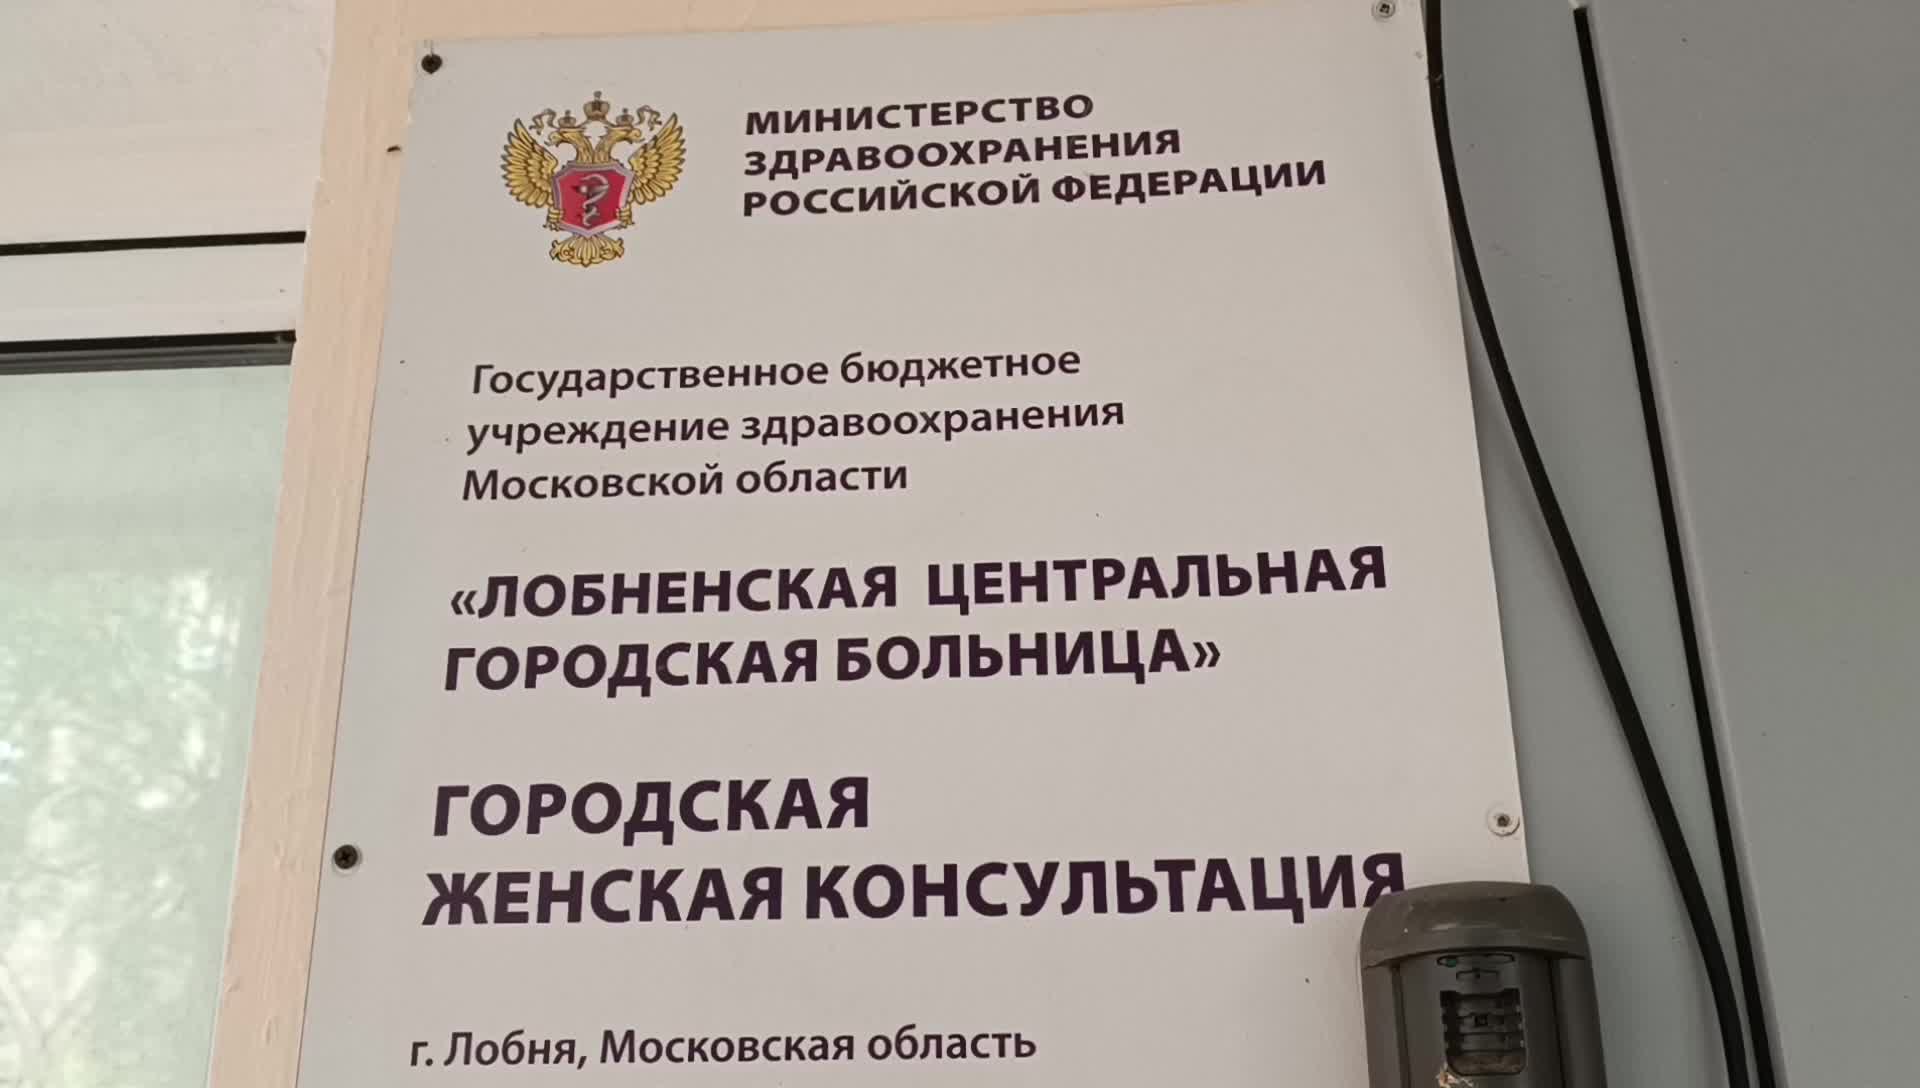 МИНИСТЕРСТВО
ЗДРАВООХРАНЕНИЯ
РОССИЙСКОЙ ФЕДЕРАЦИИ
Государственное бюджетное
учреждение здравоохранения
Московской области
«ЛОБНЕНСКАЯ ЦЕНТРАЛЬНАЯ
ГОРОДСКАЯ БОЛЬНИЦА»
ГОРОДСКАЯ
ЖЕНСКАЯ КОНСУЛЬТАЦИЯ
г. Лобня, Московская область